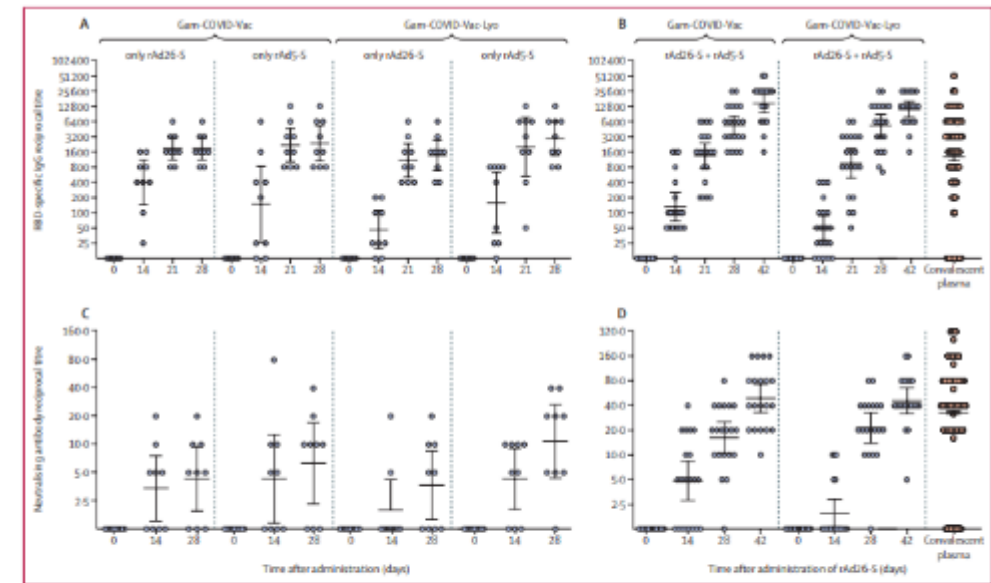 A
Gam-COVID-Vac
Gam-COVID-Vac-Lyo
only rAd26-S
only rAd5-S
only rAd26-S
only rAd5-S
RBD-specific IgG reciprocal titre
102400
51200
25600
12800
6400
3200
1600
800
400
200
100
50
25
0 14 21 28 0 14 21 28 0 14 21 28 0 14 21 28
B
Gam-COVID-Vac
Gam-COVID-Vac-Lyo
rAd26-S + rAd5-S
rAd26-S + rAd5-S
102400
51200
25600
12800
6400
3200
1600
800
400
200
100
50
25
0 14 21 28 42 0 14 21 28 42 Convalescent
plasma
C
Neutralising antibody reciprocal titre
160·0
80·0
40·0
20·0
10·0
5·0
2·5
0 14 28 0 14 28 0 14 28 0 14 28
Time after administration (days)
D
320·0
160·0
80·0
40·0
20·0
10·0
5·0
2·5
0 14 28 42 0 14 28 42 Convalescent
plasma
Time after administration of rAd26-S (days)